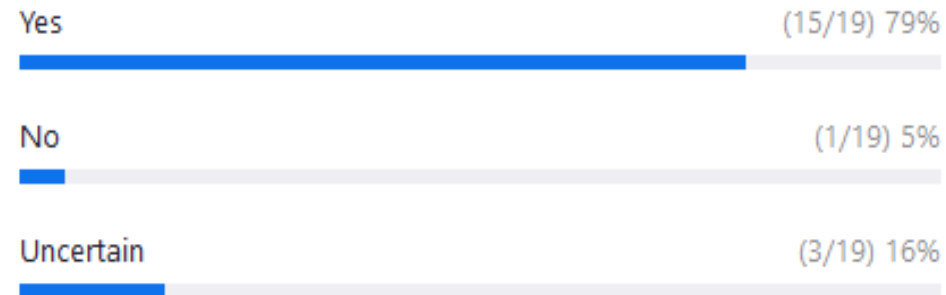 Yes (15/19) 79%
No (1/19) 5%
Uncertain (3/19) 16%